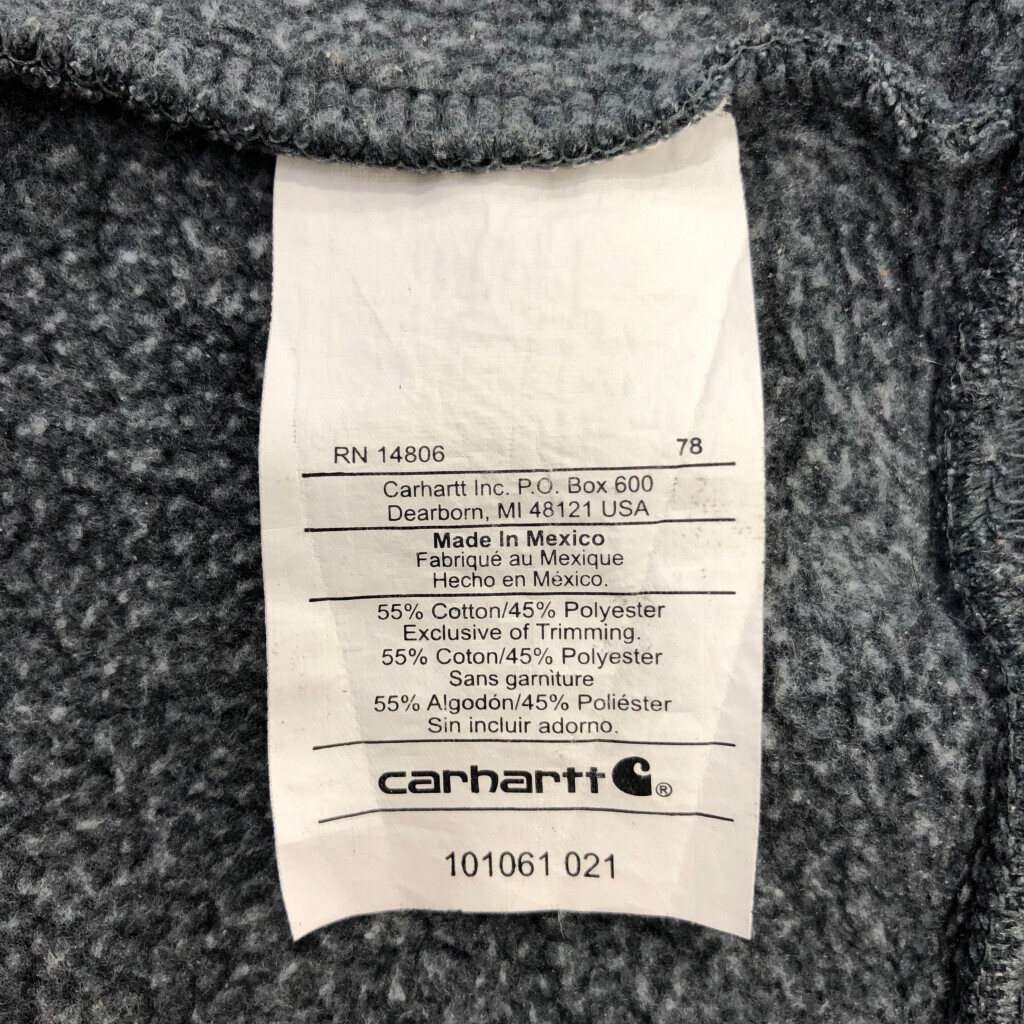 RN 14806 78
Carhartt Inc. P.O. Box 600
Dearborn, MI 48121 USA
Made In Mexico
Fabriqué au Mexique
Hecho en México.
55% Cotton/45% Polyester
Exclusive of Trimming.
55% Coton/45% Polyester
Sans garniture
55% Algodón/45% Poliéster
Sin incluir adorno.
carhartt ®
101061 021